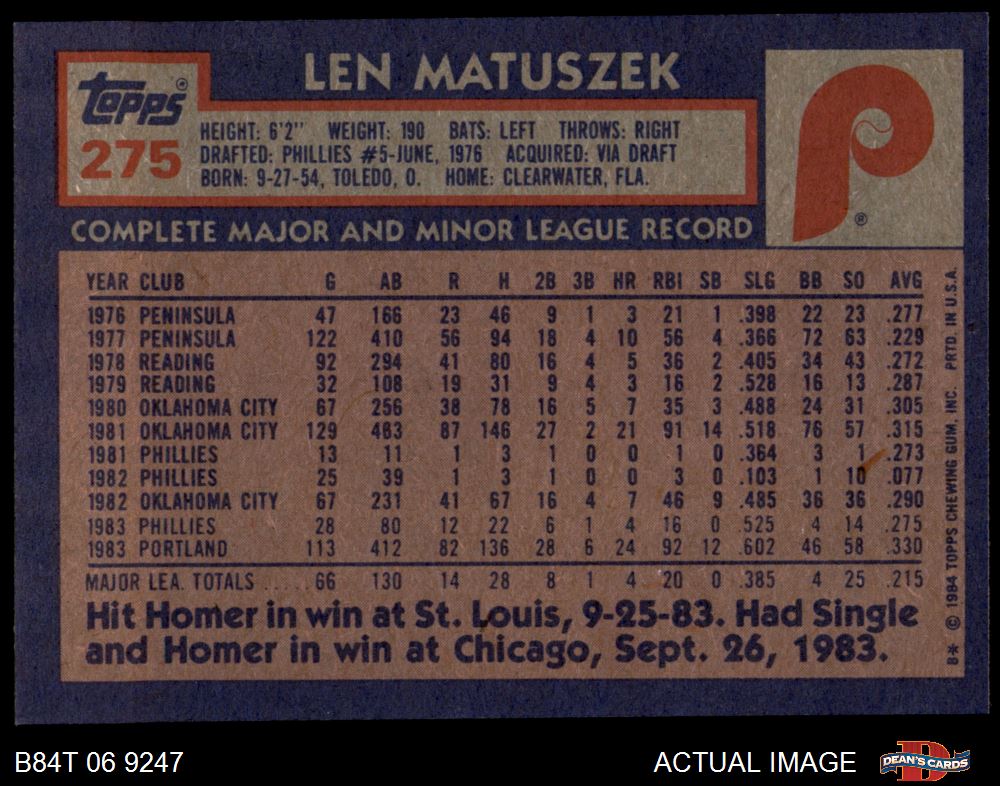 LEN MATUSZEK
Topps®
275
HEIGHT: 6'2" WEIGHT: 190 BATS: LEFT THROWS: RIGHT
DRAFTED: PHILLIES #5-JUNE, 1976 ACQUIRED: VIA DRAFT
BORN: 9-27-54, TOLEDO, O. HOME: CLEARWATER, FLA.
P
®
COMPLETE MAJOR AND MINOR LEAGUE RECORD
YEAR CLUB G AB R H 2B 3B HR RBI SB SLG BB SO AVG
1976 PENINSULA 47 166 23 46 9 1 3 21 1 .398 22 23 .277
1977 PENINSULA 122 410 56 94 18 4 10 56 4 .366 72 63 .229
1978 READING 92 294 41 80 16 4 5 36 2 .405 34 43 .272
1979 READING 32 108 19 31 9 4 3 16 2 .528 16 13 .287
1980 OKLAHOMA CITY 67 256 38 78 16 5 7 35 3 .488 24 31 .305
1981 OKLAHOMA CITY 129 463 87 146 27 2 21 91 14 .518 76 57 .315
1981 PHILLIES 13 11 1 3 1 0 0 1 0 .364 3 1 .273
1982 PHILLIES 25 39 1 3 1 0 0 3 0 .103 1 10 .077
1982 OKLAHOMA CITY 67 231 41 67 16 4 7 46 9 .485 36 36 .290
1983 PHILLIES 28 80 12 22 6 1 4 16 0 .525 4 14 .275
1983 PORTLAND 113 412 82 136 28 6 24 92 12 .602 46 58 .330
MAJOR LEA. TOTALS .... 66 130 14 28 8 1 4 20 0 .385 4 25 .215
Hit Homer in win at St. Louis, 9-25-83. Had Single
and Homer in win at Chicago, Sept. 26, 1983.
8* © 1984 TOPPS CHEWING GUM, INC. PRTD. IN U.S.A.
B84T 06 9247
ACTUAL IMAGE
D
DEAN'S CARDS